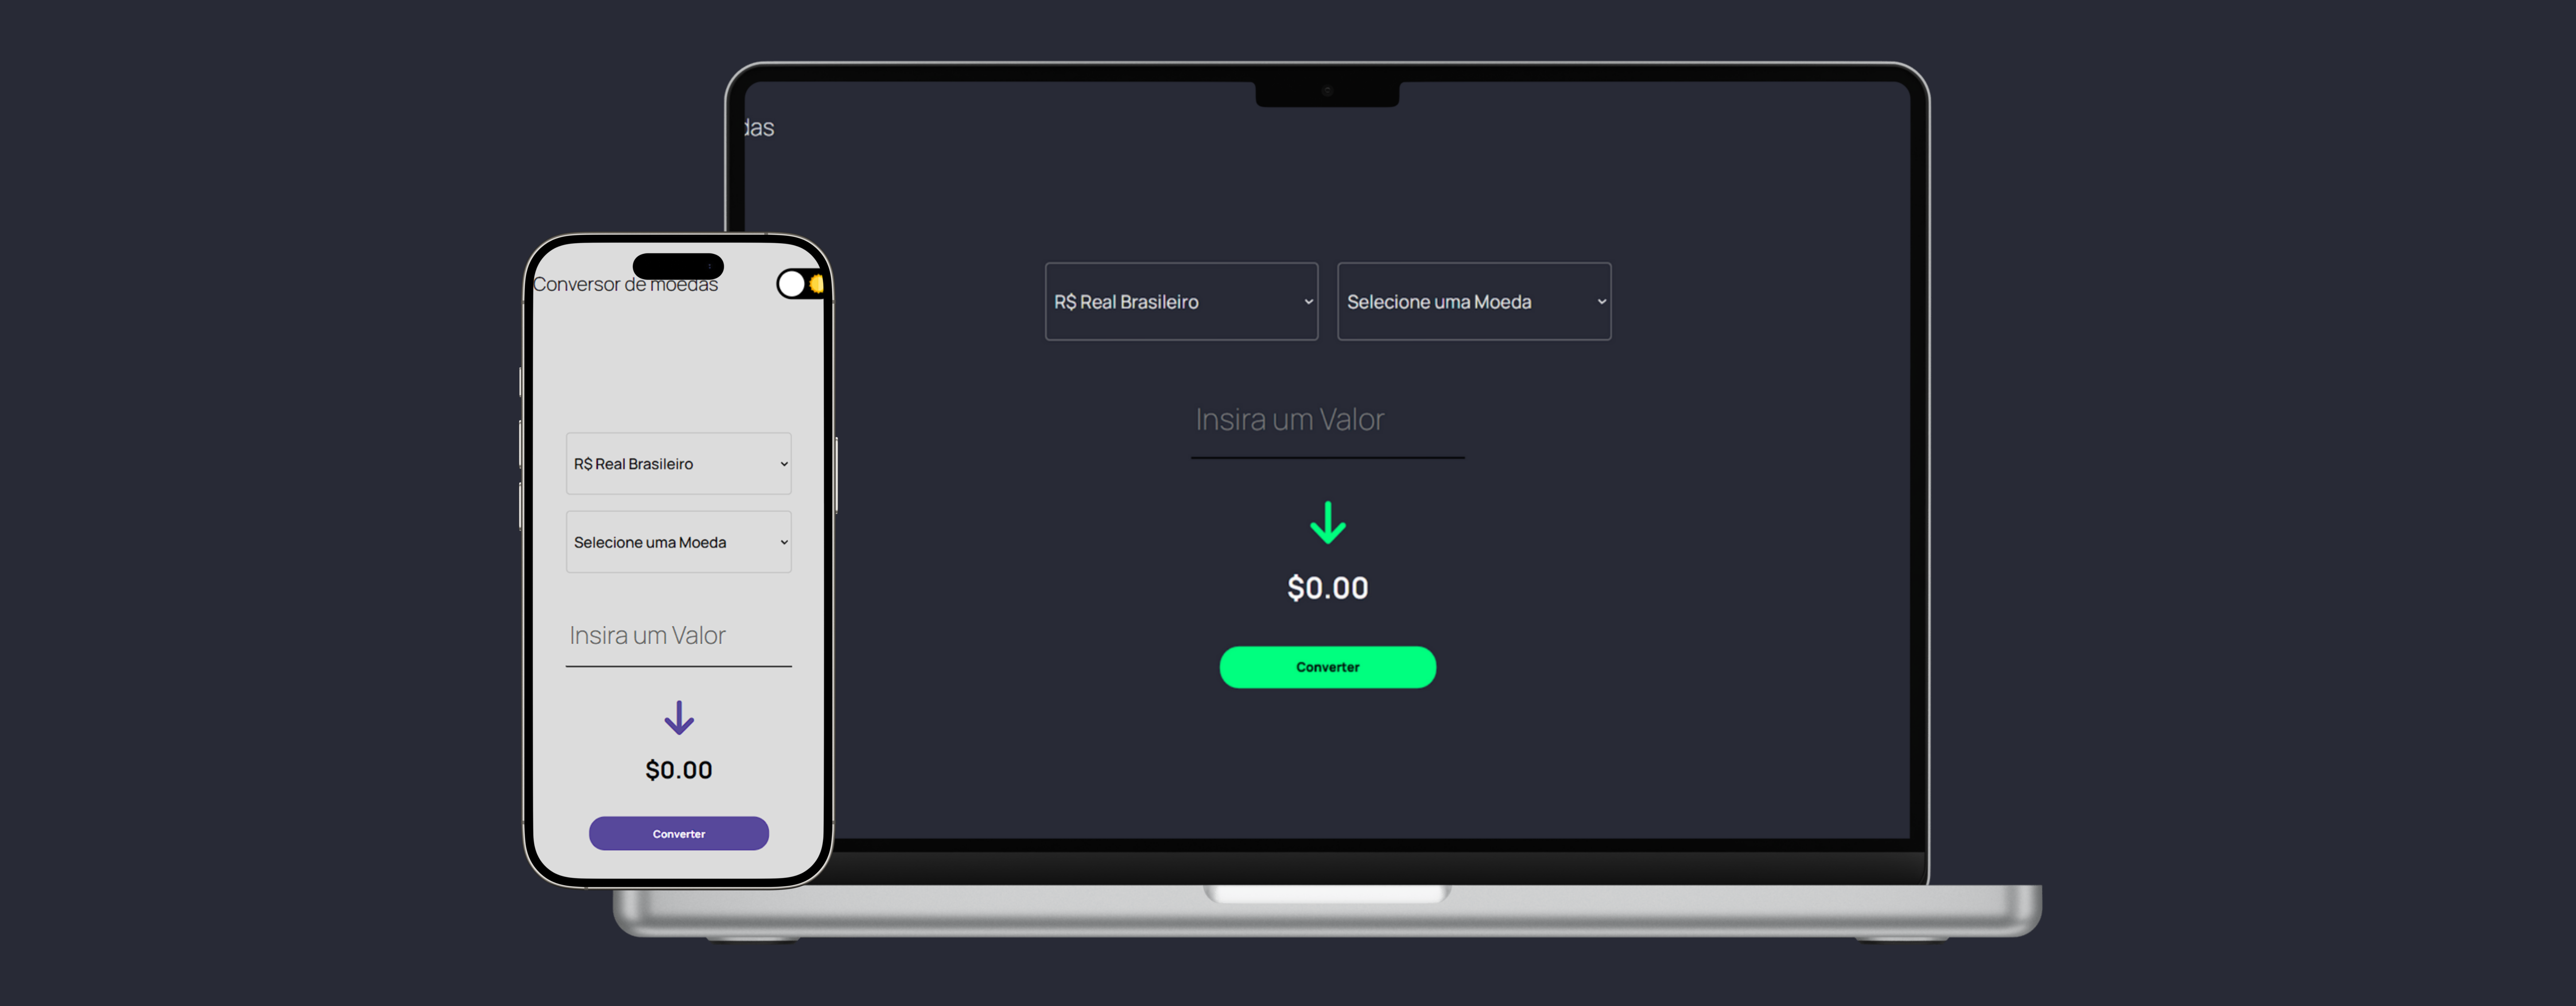 das
R$ Real Brasileiro
Selecione uma Moeda
Insira um Valor
$0.00
Converter
Conversor de moedas
R$ Real Brasileiro
Selecione uma Moeda
Insira um Valor
$0.00
Converter